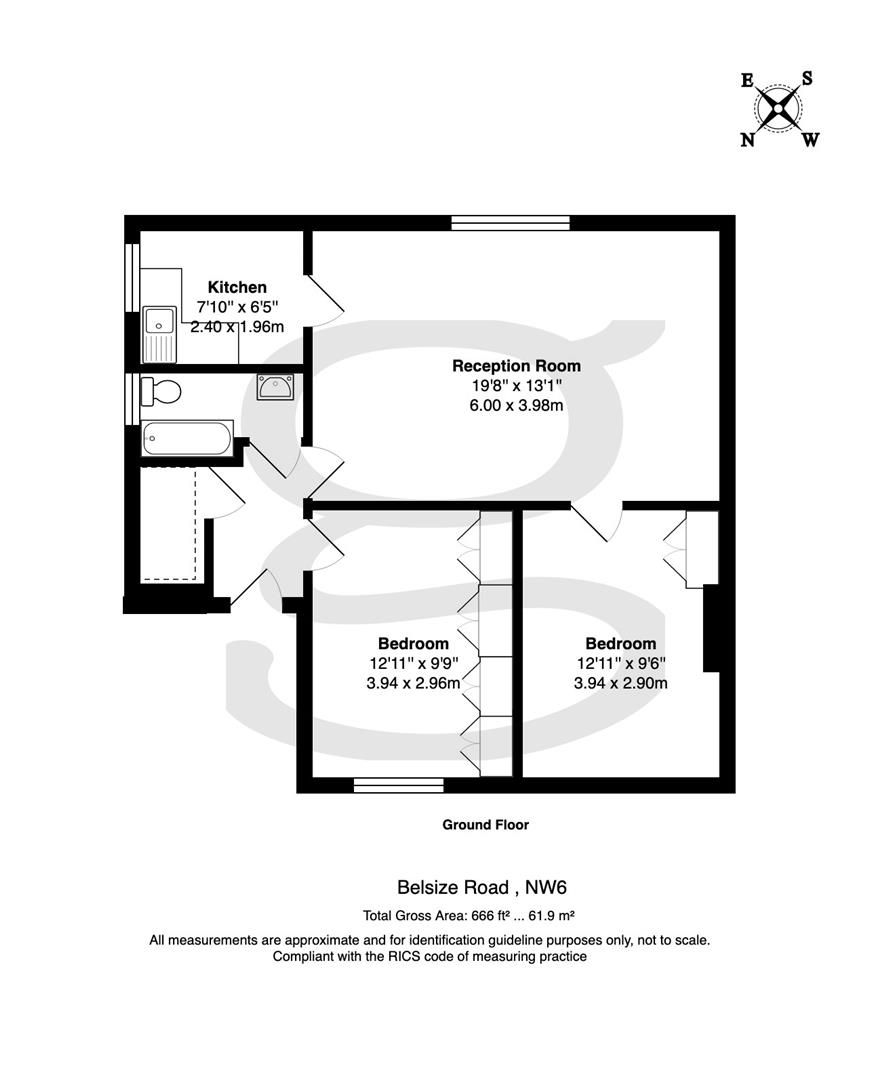 E S
N W
Kitchen
7'10" x 6'5"
2.40 x 1.96m
Reception Room
19'8" x 13'1"
6.00 x 3.98m
Bedroom
12'11" x 9'9"
3.94 x 2.96m
Bedroom
12'11" x 9'6"
3.94 x 2.90m
Ground Floor
Belsize Road , NW6
Total Gross Area: 666 ft² ... 61.9 m²
All measurements are approximate and for identification guideline purposes only, not to scale.
Compliant with the RICS code of measuring practice